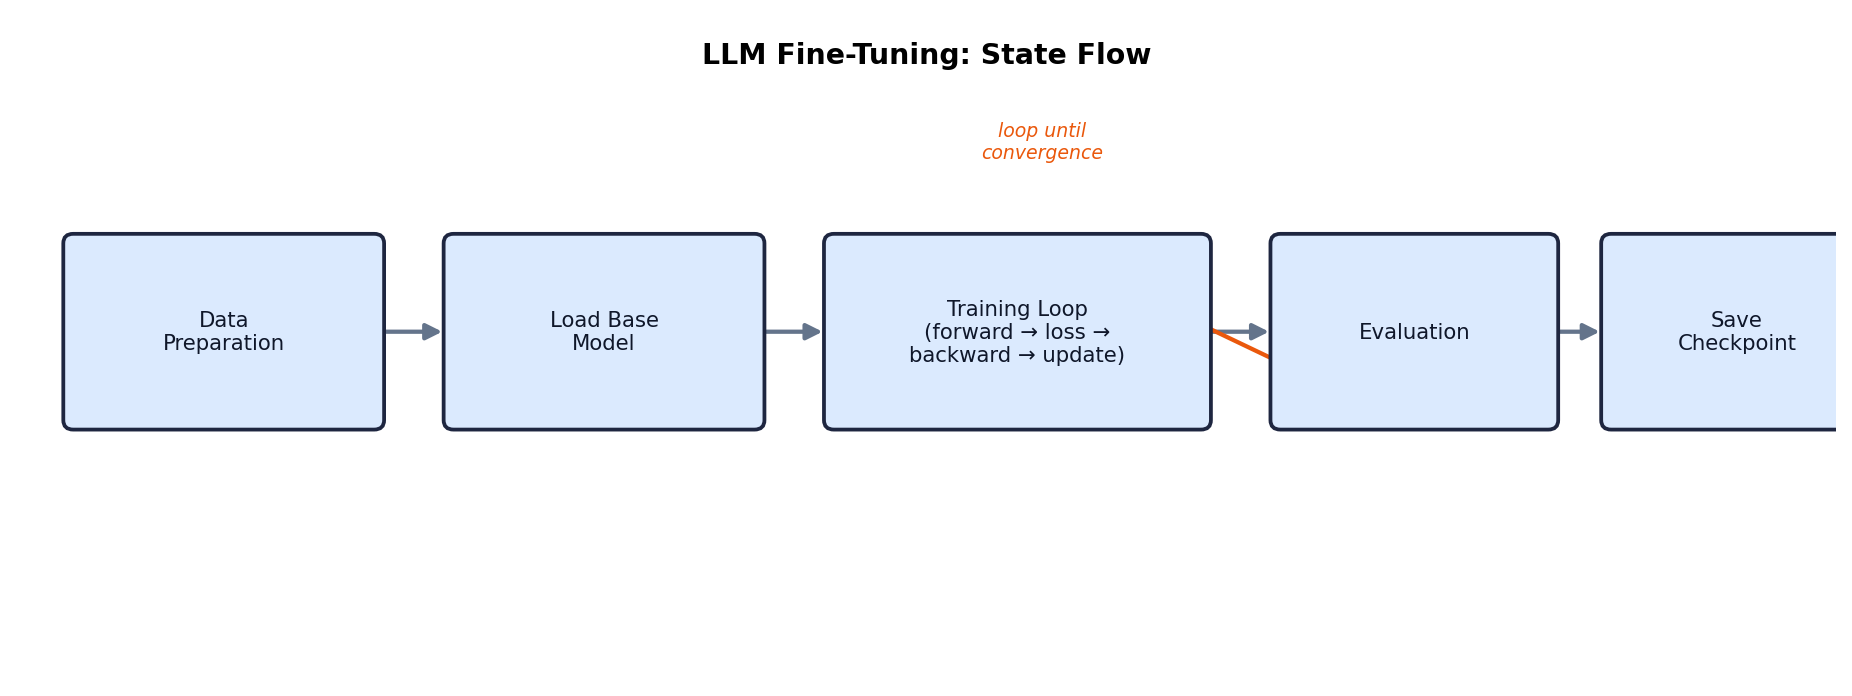 LLM Fine-Tuning: State Flow
loop until
convergence
Data
Preparation
Load Base
Model
Training Loop
(forward → loss →
backward → update)
Evaluation
Save
Checkpoint